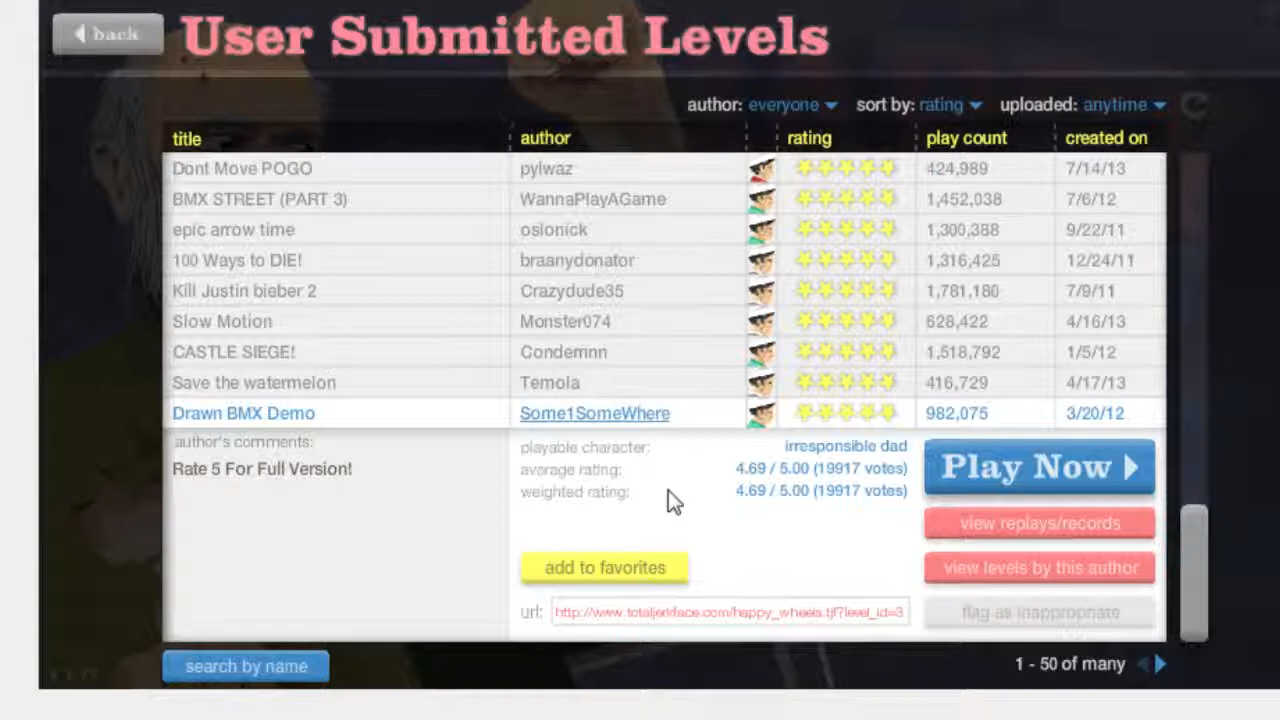 back
User Submitted Levels
author: everyone sort by: rating uploaded: anytime
title author rating play count created on
Dont Move POGO pylwaz 424,989 7/14/13
BMX STREET (PART 3) WannaPlayAGame 1,452,038 7/6/12
epic arrow time oslonick 1,300,388 9/22/11
100 Ways to DIE! braanydonator 1,316,425 12/24/11
Kill Justin bieber 2 Crazydude35 1,781,180 7/9/11
Slow Motion Monster074 628,422 4/16/13
CASTLE SIEGE! Condemnn 1,518,792 1/5/12
Save the watermelon Temola 416,729 4/17/13
Drawn BMX Demo Some1SomeWhere 982,075 3/20/12
author's comments:
Rate 5 For Full Version!
playable character: irresponsible dad
average rating: 4.69 / 5.00 (19917 votes)
weighted rating: 4.69 / 5.00 (19917 votes)
Play Now
view replays/records
add to favorites
view levels by this author
url: http://www.totaljerkface.com/happy_wheels.tjf?level_id=3
flag as inappropriate
search by name
1 - 50 of many